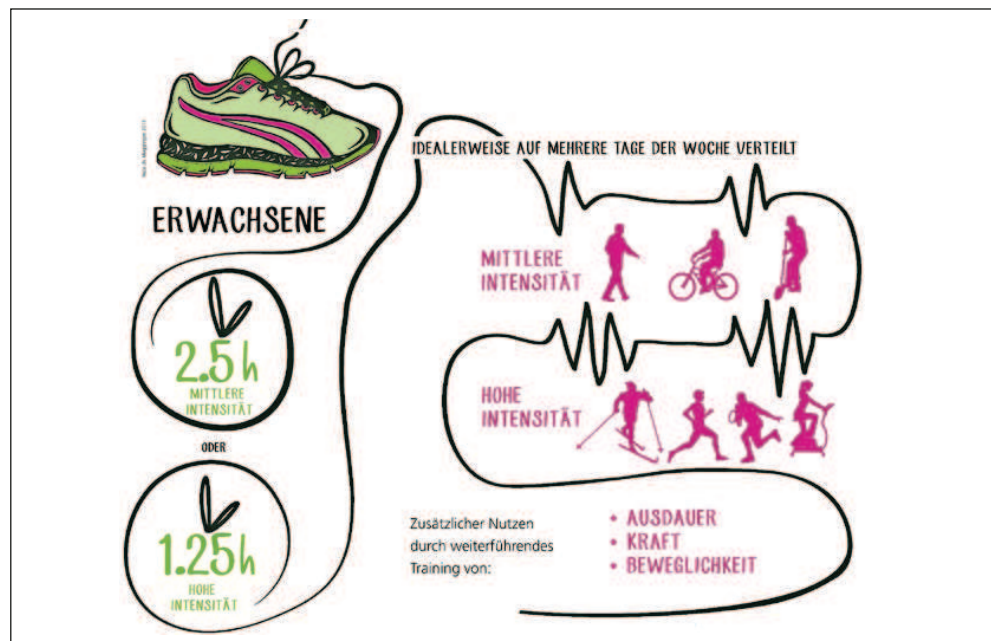 IDEALERWEISE AUF MEHRERE TAGE DER WOCHE VERTEILT
ERWACHSENE
2.5 h
MITTLERE
INTENSITÄT
ODER
1.25h
HOHE
INTENSITÄT
MITTLERE
INTENSITÄT
HOHE
INTENSITÄT
Zusätzlicher Nutzen
durch weiterführendes
Training von:
• AUSDAUER
• KRAFT
• BEWEGLICHKEIT